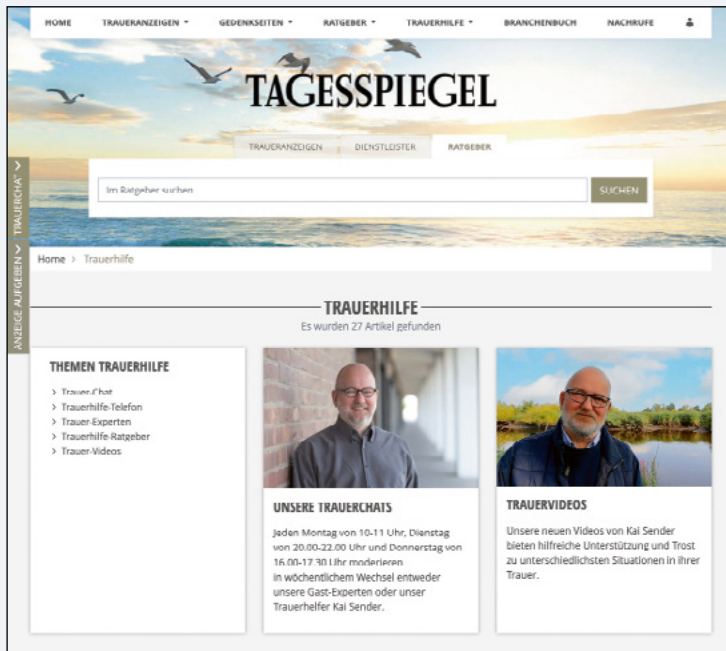 HOME TRAUERANZEIGEN GEDENKSEITEN RATGEBER TRAUERHILFE BRANCHENBUCH NACHRUFE
TAGESSPIEGEL
TRAUERANZEIGEN DIENSTLEISTER RATGEBER
Im Ratgeber suchen
SUCHEN
TRAUERCHAT
ANZEIGE AUFGEBEN
Home > Trauerhilfe
TRAUERHILFE
Es wurden 27 Artikel gefunden
THEMEN TRAUERHILFE
> Trauer-Chat
> Trauerhilfe-Telefon
> Trauer-Experten
> Trauerhilfe-Ratgeber
> Trauer-Videos
UNSERE TRAUERCHATS
Jeden Montag von 10-11 Uhr, Dienstag
von 20.00-22.00 Uhr und Donnerstag von
16.00-17.30 Uhr moderieren
in wöchentlichem Wechsel entweder
unsere Gast-Experten oder unser
Trauerhelfer Kai Sender.
TRAUERVIDEOS
Unsere neuen Videos von Kai Sender
bieten hilfreiche Unterstützung und Trost
zu unterschiedlichsten Situationen in ihrer
Trauer.